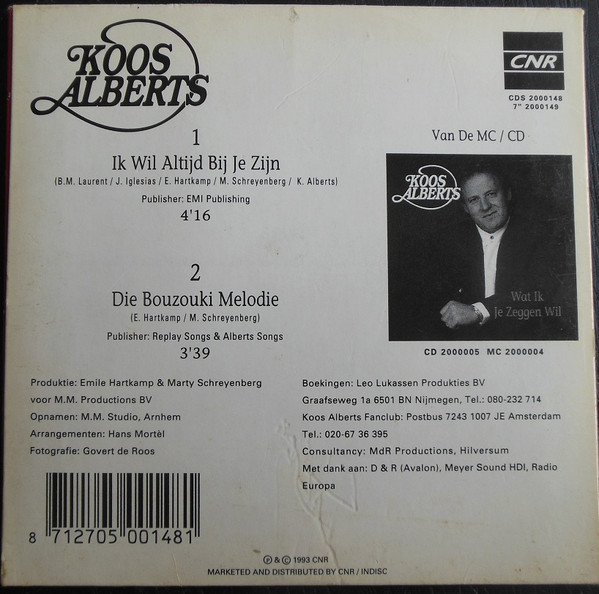 KOOS
ALBERTS
1
Ik Wil Altijd Bij Je Zijn
(B.M. Laurent / J. Iglesias / E. Hartkamp / M. Schreyenberg / K. Alberts)
Publisher: EMI Publishing
4'16
2
Die Bouzouki Melodie
(E. Hartkamp / M. Schreyenberg)
Publisher: Replay Songs & Alberts Songs
3'39
CNR
CDS 2000148
7" 2000149
Van De MC / CD
KOOS
ALBERTS
Wat Ik
Je Zeggen Wil
CD 2000005 MC 2000004
Produktie: Emile Hartkamp & Marty Schreyenberg
voor M.M. Productions BV
Opnamen: M.M. Studio, Arnhem
Arrangementen: Hans Mortèl
Fotografie: Govert de Roos
Boekingen: Leo Lukassen Produkties BV
Graafseweg 1a 6501 BN Nijmegen, Tel.: 080-232 714
Koos Alberts Fanclub: Postbus 7243 1007 JE Amsterdam
Tel.: 020-67 36 395
Consultancy: MdR Productions, Hilversum
Met dank aan: D & R (Avalon), Meyer Sound HDI, Radio
Europa
8 712705 001481
℗ & © 1993 CNR
MARKETED AND DISTRIBUTED BY CNR / INDISC